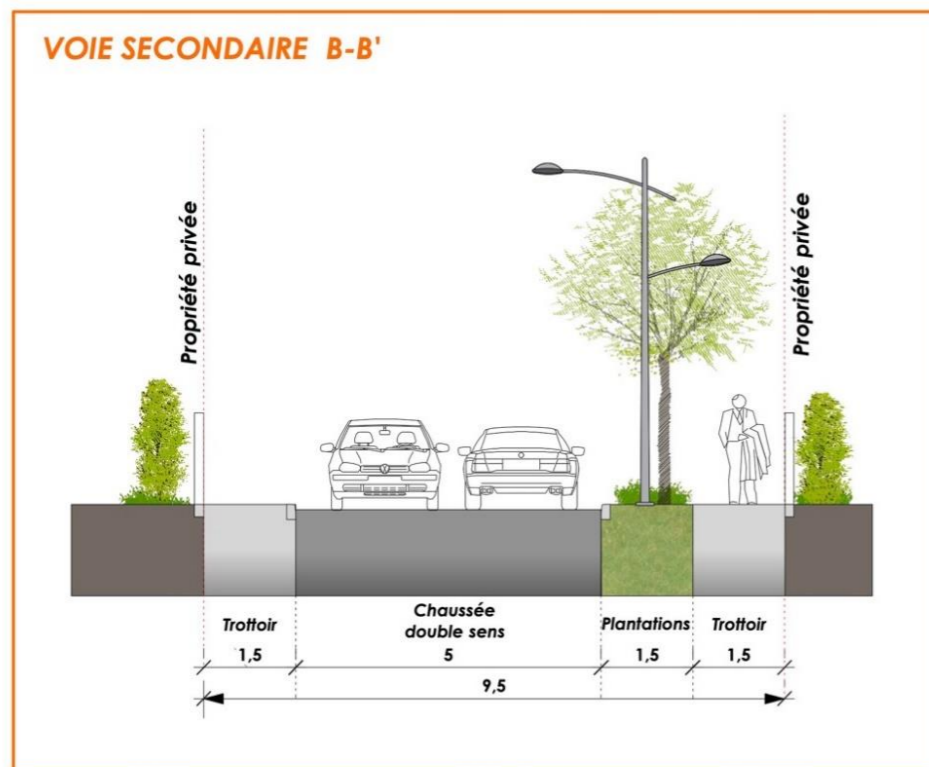 VOIE SECONDAIRE B-B'
Propriété privée
Propriété privée
Trottoir
Chaussée
double sens
Plantations
Trottoir
1,5
5
1,5
1,5
9,5